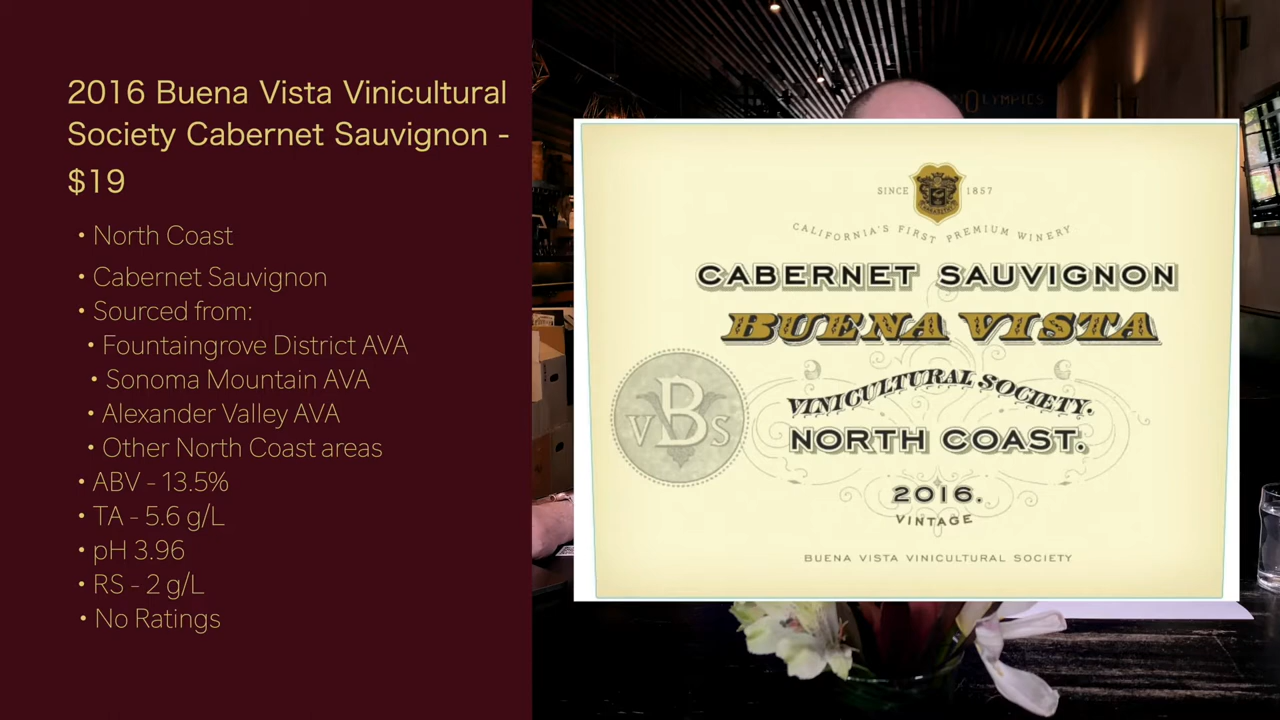 2016 Buena Vista Vinicultural
Society Cabernet Sauvignon -
$19
• North Coast
• Cabernet Sauvignon
• Sourced from:
• Fountaingrove District AVA
• Sonoma Mountain AVA
• Alexander Valley AVA
• Other North Coast areas
• ABV - 13.5%
• TA - 5.6 g/L
• pH 3.96
• RS - 2 g/L
• No Ratings
OLYMPICS
SINCE 1857
CALIFORNIA'S FIRST PREMIUM WINERY
CABERNET SAUVIGNON
BUENA VISTA
VINICULTURAL SOCIETY.
VBS
NORTH COAST.
2016.
VINTAGE
BUENA VISTA VINICULTURAL SOCIETY